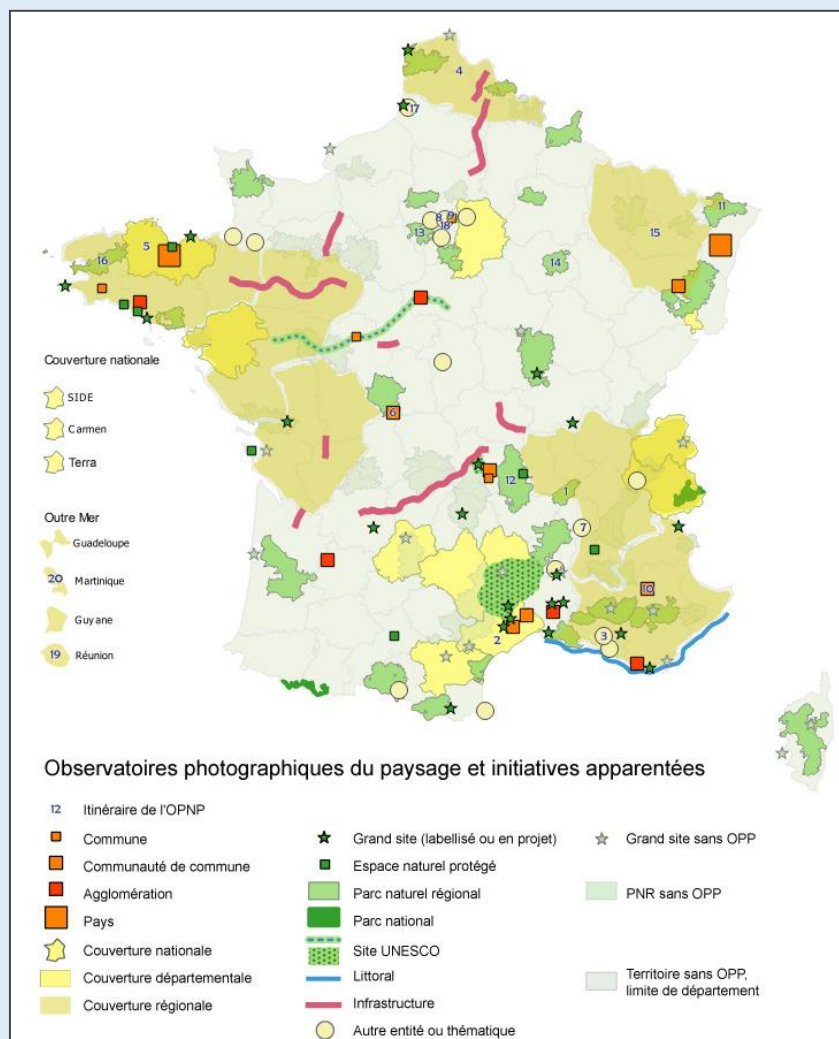 4
17
11
8
9
13
18
15
5
16
14
6
12
1
7
10
2
3
Couverture nationale
SIDE
Carmen
Terra
Outre Mer
Guadeloupe
20 Martinique
Guyane
19 Réunion
Observatoires photographiques du paysage et initiatives apparentées
12 Itinéraire de l'OPNP
Commune
Grand site (labellisé ou en projet)
Grand site sans OPP
Communauté de commune
Espace naturel protégé
Agglomération
Parc naturel régional
PNR sans OPP
Pays
Parc national
Couverture nationale
Site UNESCO
Couverture départementale
Littoral
Territoire sans OPP,
limite de département
Couverture régionale
Infrastructure
Autre entité ou thématique